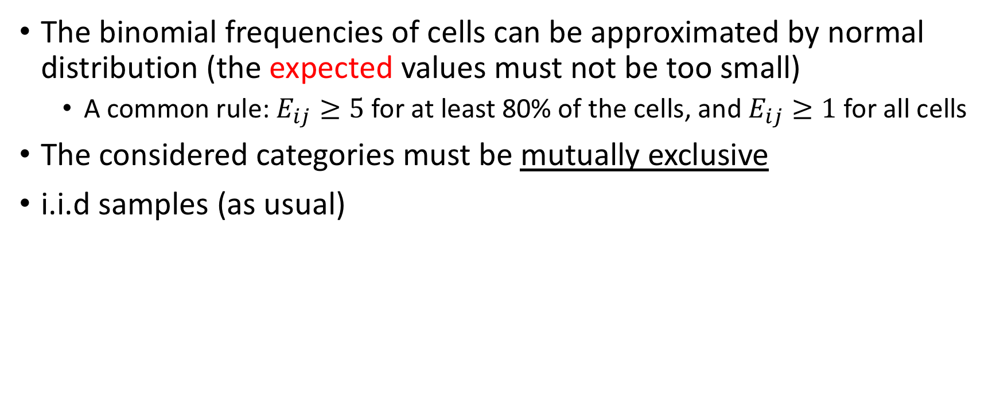 • The binomial frequencies of cells can be approximated by normal
distribution (the expected values must not be too small)
• A common rule: E_{ij} ≥ 5 for at least 80% of the cells, and E_{ij} ≥ 1 for all cells
• The considered categories must be mutually exclusive
• i.i.d samples (as usual)